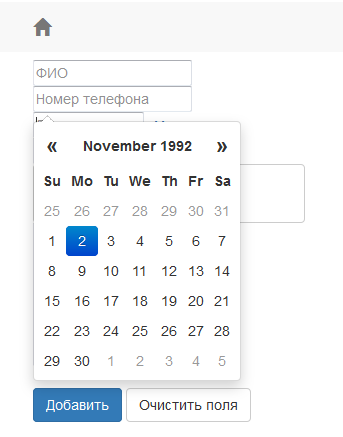 ФИО
Номер телефона
« November 1992 »
Su Mo Tu We Th Fr Sa
25 26 27 28 29 30 31
1 2 3 4 5 6 7
8 9 10 11 12 13 14
15 16 17 18 19 20 21
22 23 24 25 26 27 28
29 30 1 2 3 4 5
Добавить Очистить поля